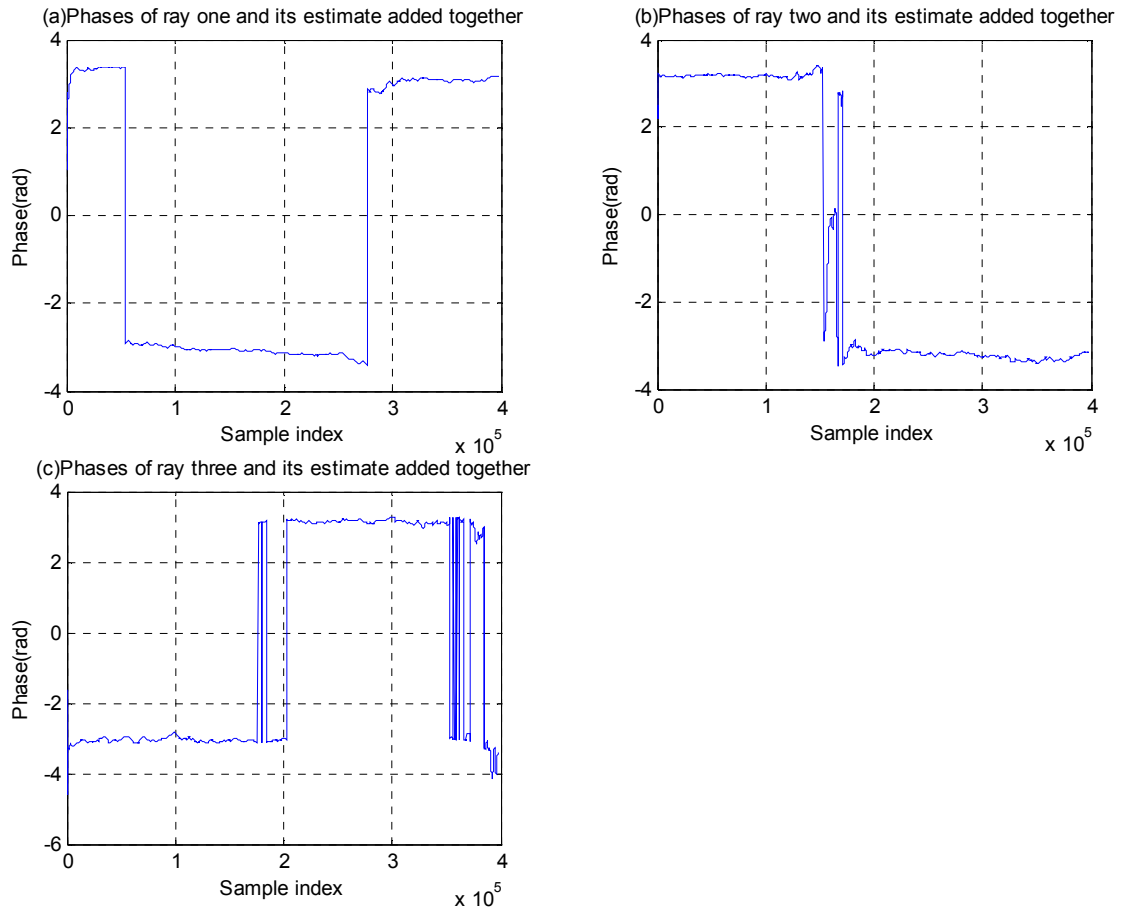 (a)Phases of ray one and its estimate added together
4
2
0
-2
-4
Phase(rad)
0 1 2 3 4
Sample index
x 10^5
(b)Phases of ray two and its estimate added together
4
2
0
-2
-4
Phase(rad)
0 1 2 3 4
Sample index
x 10^5
(c)Phases of ray three and its estimate added together
4
2
0
-2
-4
-6
Phase(rad)
0 1 2 3 4
Sample index
x 10^5